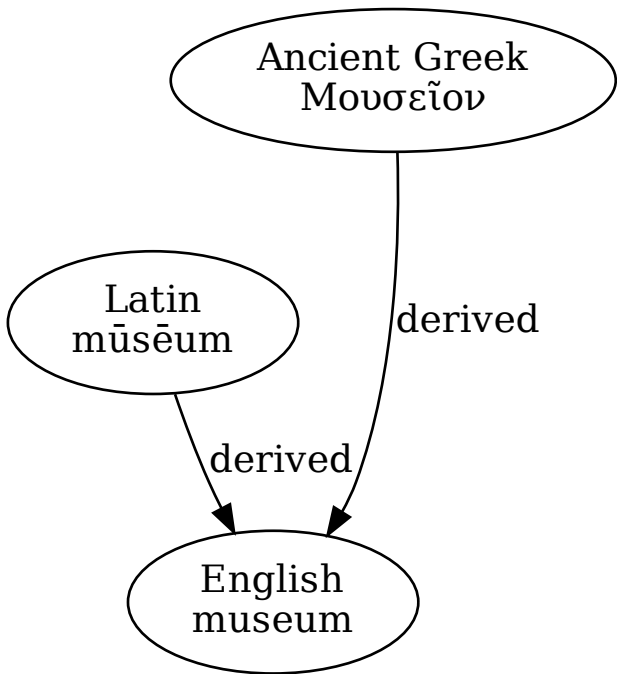 Ancient Greek
Μουσεῖον
derived
Latin
mūsēum
derived
English
museum